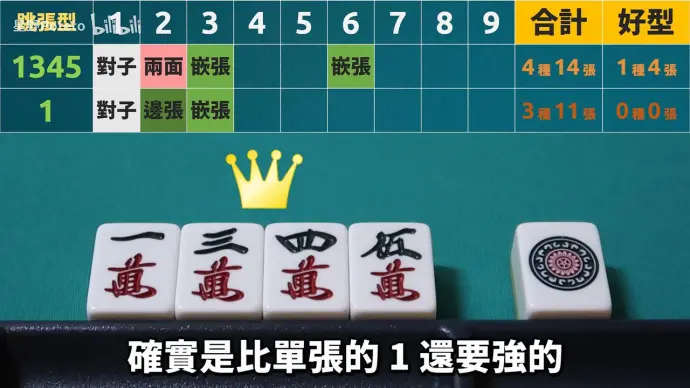 跳張型 1 2 3 4 5 6 7 8 9 合計 好型
bilibili
1345 對子 兩面 嵌張 嵌張 4種14張 1種4張
1 對子 邊張 嵌張 3種11張 0種0張
一 三 四 伍
萬 萬 萬 萬
確實是比單張的 1 還要強的